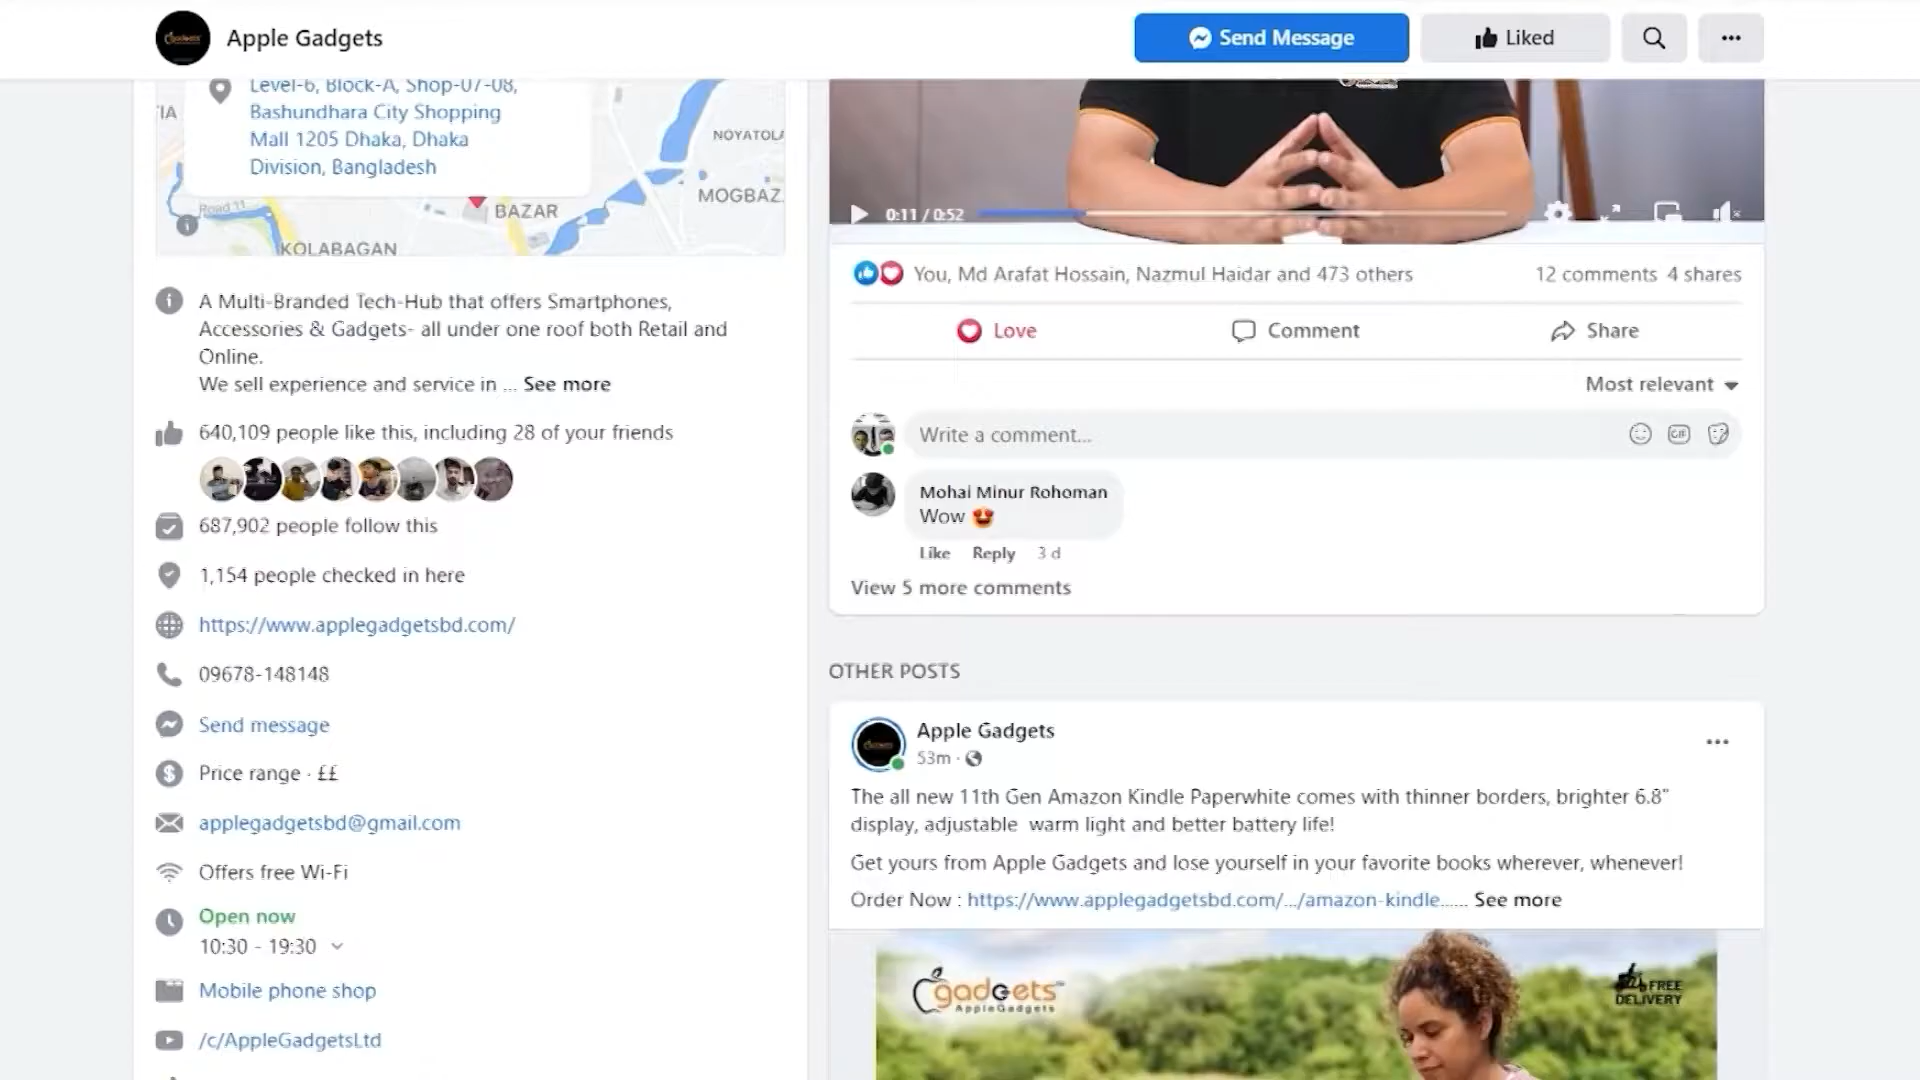 Apple Gadgets
Send Message
Liked
Level-6, Block-A, Shop-07-08,
Bashundhara City Shopping
Mall 1205 Dhaka, Dhaka
Division, Bangladesh
NOYATOLA
MOGBAZ
Road 11
BAZAR
KOLABAGAN
A Multi-Branded Tech-Hub that offers Smartphones,
Accessories & Gadgets- all under one roof both Retail and
Online.
We sell experience and service in ... See more
640,109 people like this, including 28 of your friends
687,902 people follow this
1,154 people checked in here
https://www.applegadgetsbd.com/
09678-148148
Send message
Price range · ££
applegadgetsbd@gmail.com
Offers free Wi-Fi
Open now
10:30 - 19:30
Mobile phone shop
/c/AppleGadgetsLtd
0:11 / 0:52
You, Md Arafat Hossain, Nazmul Haidar and 473 others
12 comments 4 shares
Love
Comment
Share
Most relevant
Write a comment...
GIF
Mohai Minur Rohoman
Wow 😍
Like Reply 3 d
View 5 more comments
OTHER POSTS
Apple Gadgets
53m ·
The all new 11th Gen Amazon Kindle Paperwhite comes with thinner borders, brighter 6.8"
display, adjustable warm light and better battery life!
Get yours from Apple Gadgets and lose yourself in your favorite books wherever, whenever!
Order Now : https://www.applegadgetsbd.com/.../amazon-kindle...... See more
gadgets
AppleGadgets
FREE
DELIVERY